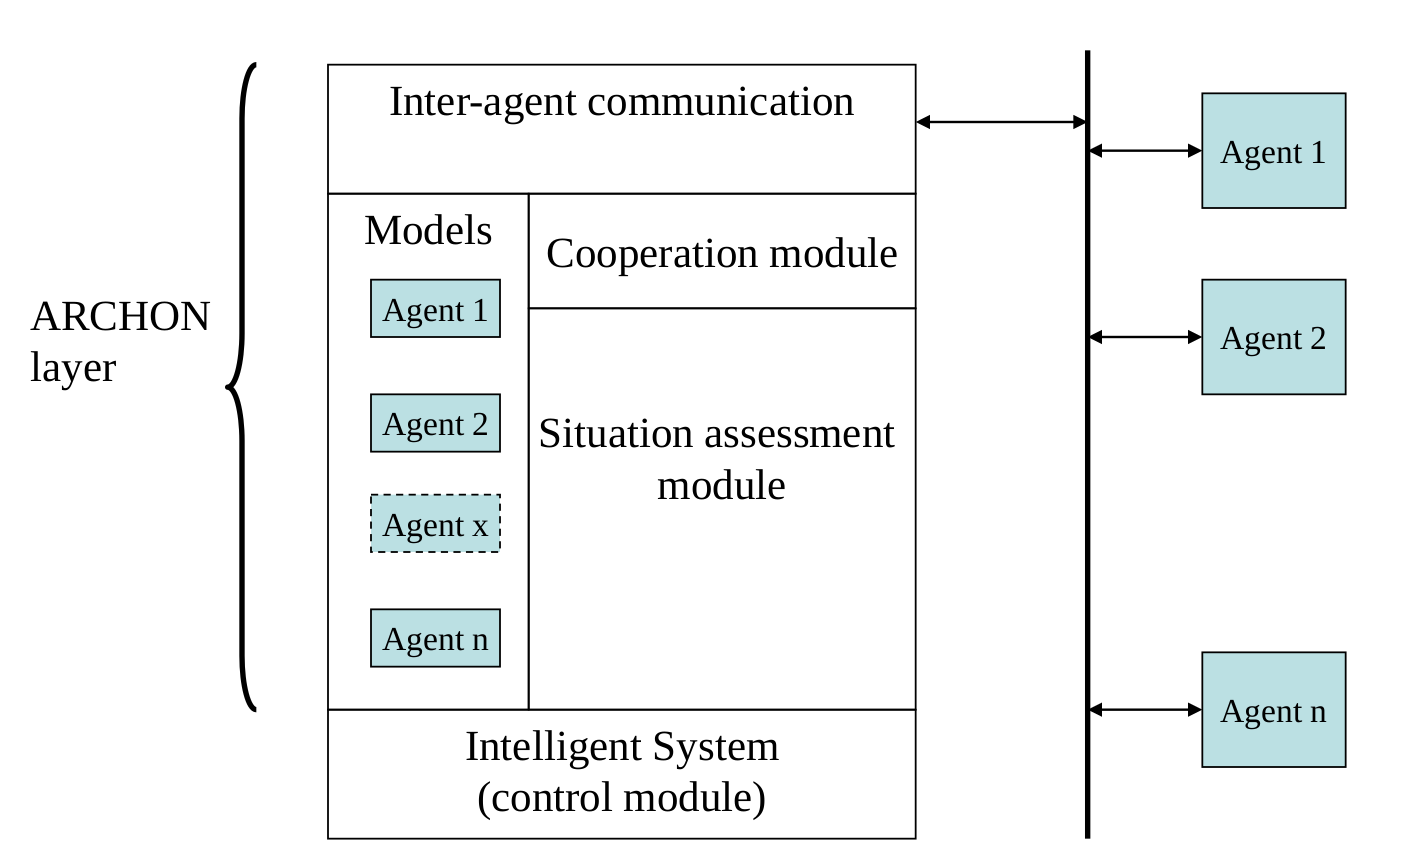 ARCHON
layer
Inter-agent communication
Models
Agent 1
Agent 2
Agent x
Agent n
Cooperation module
Situation assessment
module
Intelligent System
(control module)
Agent 1
Agent 2
Agent n